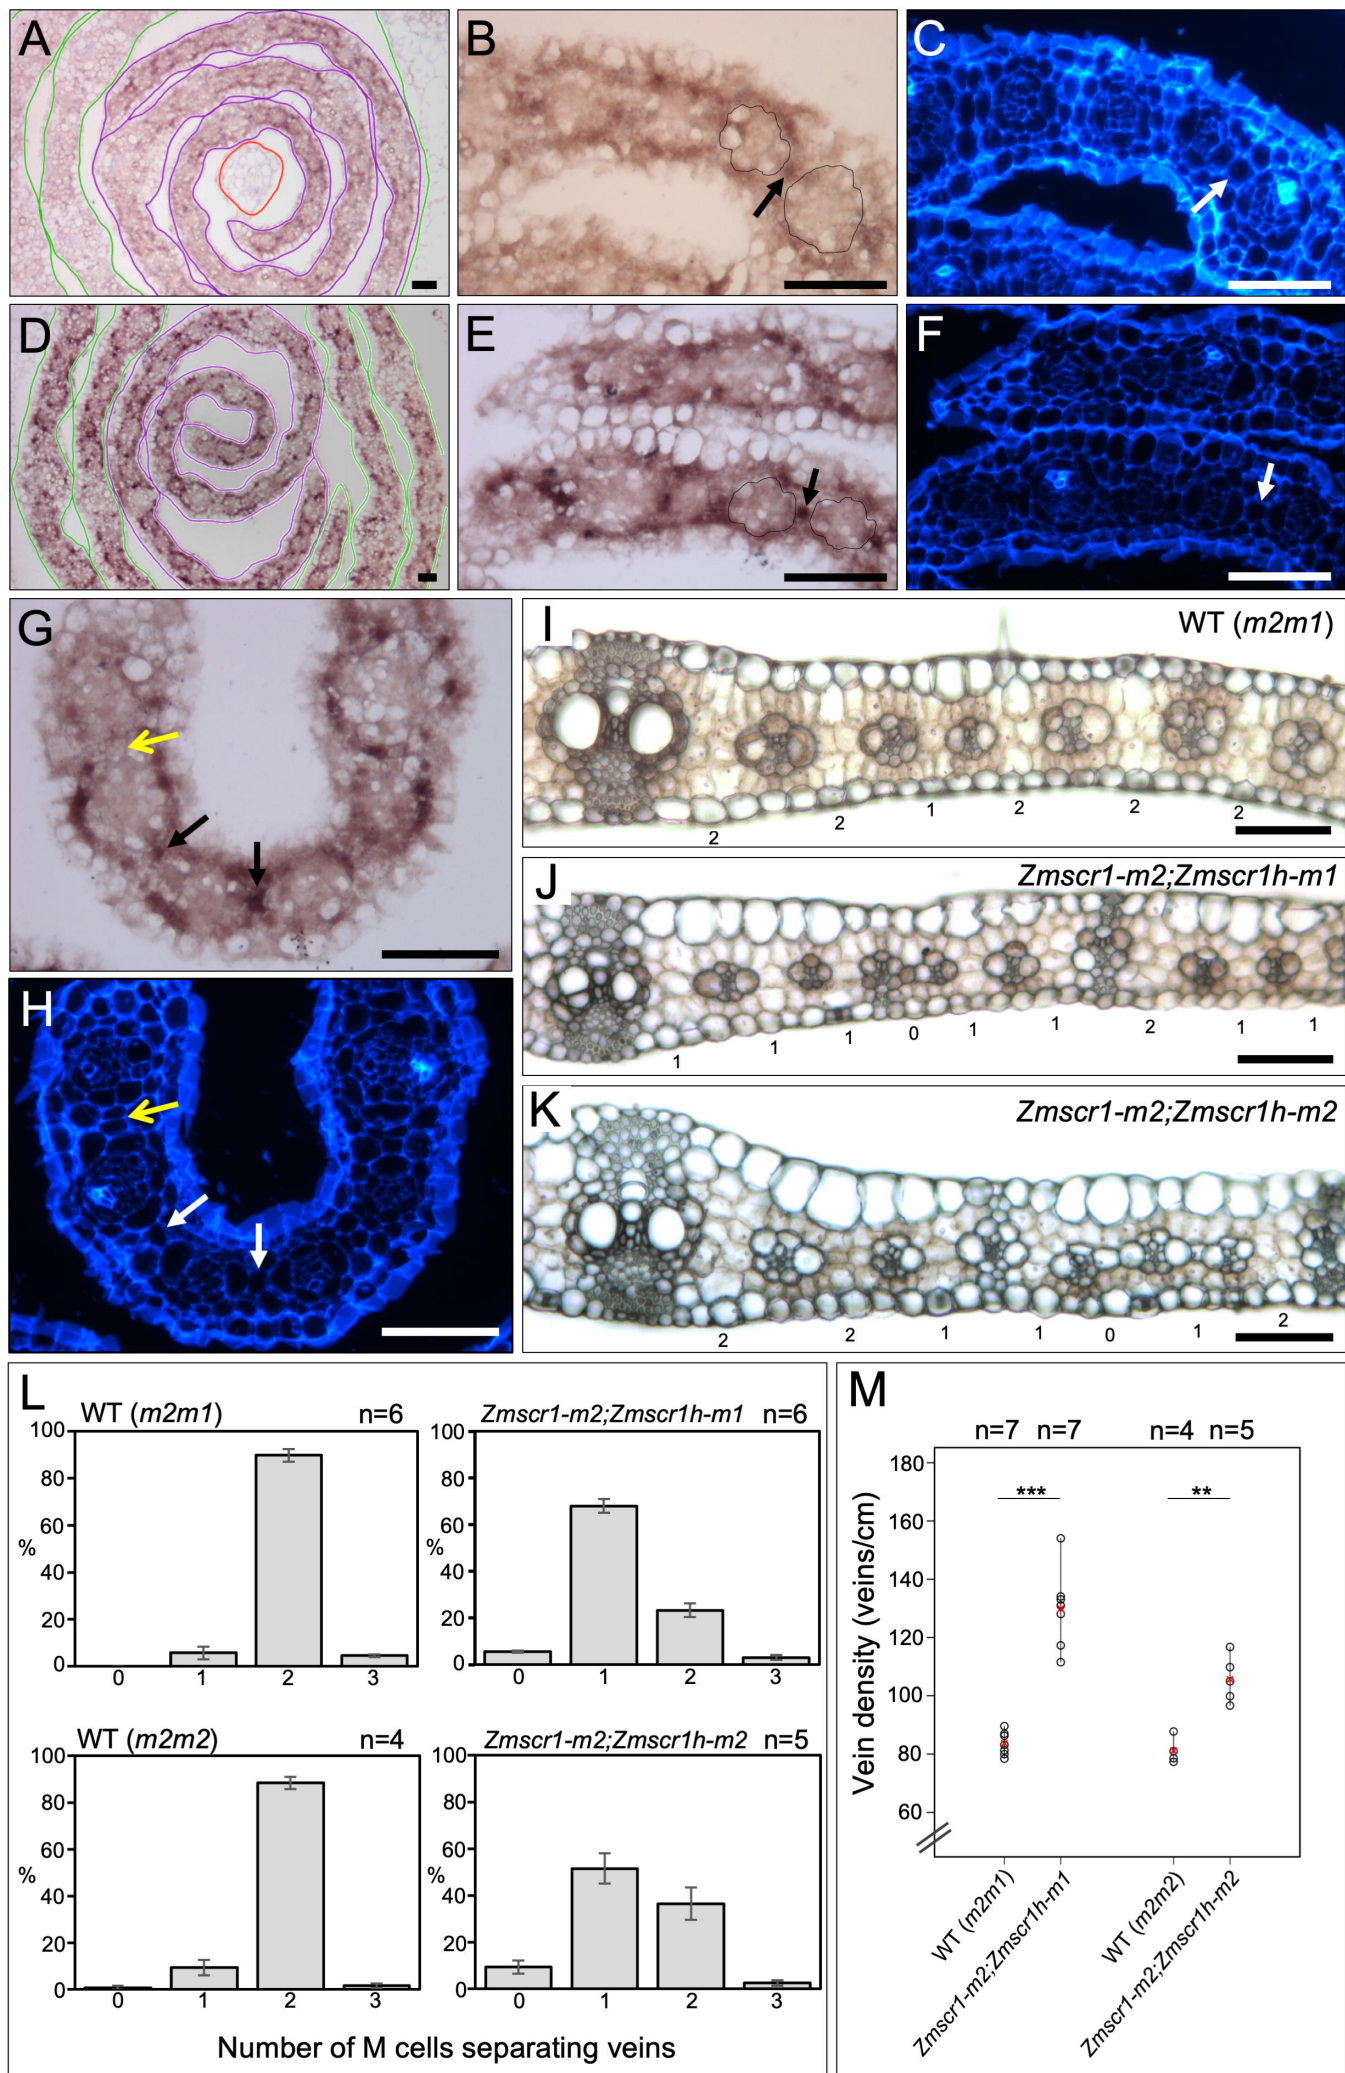 A
B
C
D
E
F
G
H
I
WT (m2m1)
2 2 1 2 2 2
J
Zmscr1-m2;Zmscr1h-m1
1 1 1 0 1 1 2 1 1
K
Zmscr1-m2;Zmscr1h-m2
2 2 1 1 0 1 2
L
WT (m2m1) n=6
100
80
60
%
40
20
0
0 1 2 3
Zmscr1-m2;Zmscr1h-m1 n=6
100
80
60
%
40
20
0
0 1 2 3
WT (m2m2) n=4
100
80
60
%
40
20
0
0 1 2 3
Zmscr1-m2;Zmscr1h-m2 n=5
100
80
60
%
40
20
0
0 1 2 3
Number of M cells separating veins
M
n=7 n=7 n=4 n=5
Vein density (veins/cm)
180
160
140
120
100
80
60
*** **
WT (m2m1)
Zmscr1-m2;Zmscr1h-m1
WT (m2m2)
Zmscr1-m2;Zmscr1h-m2